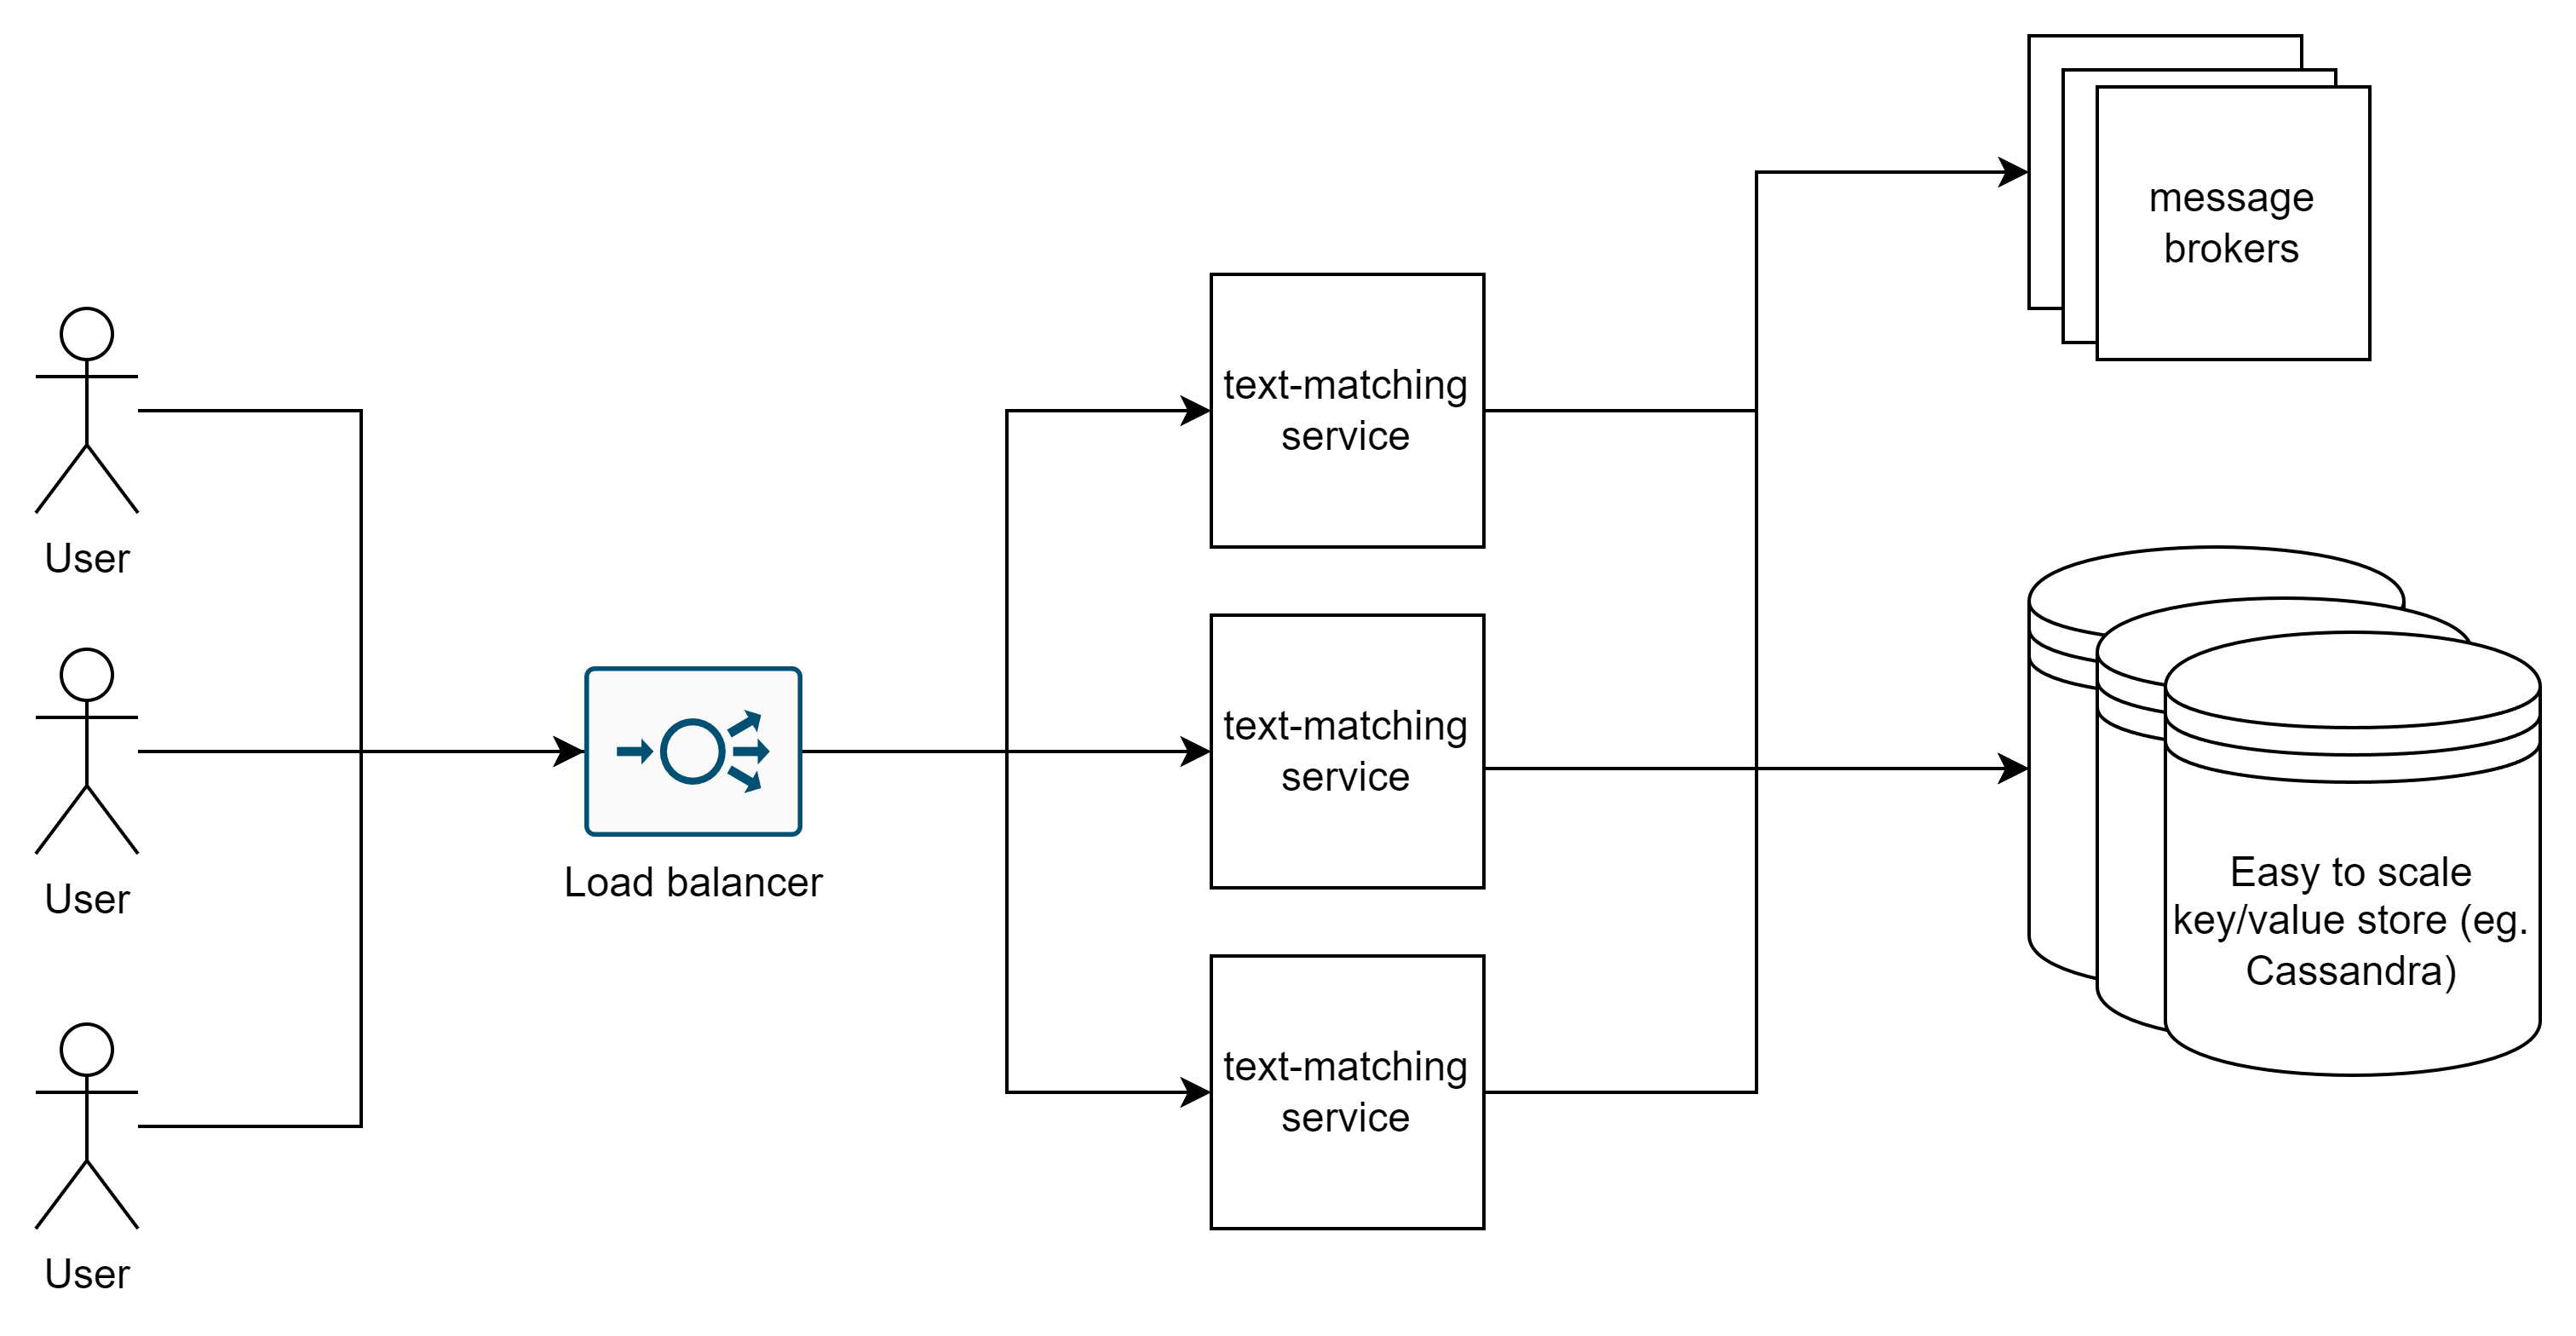 User
User
User
Load balancer
text-matching
service
text-matching
service
text-matching
service
message
brokers
Easy to scale
key/value store (eg.
Cassandra)